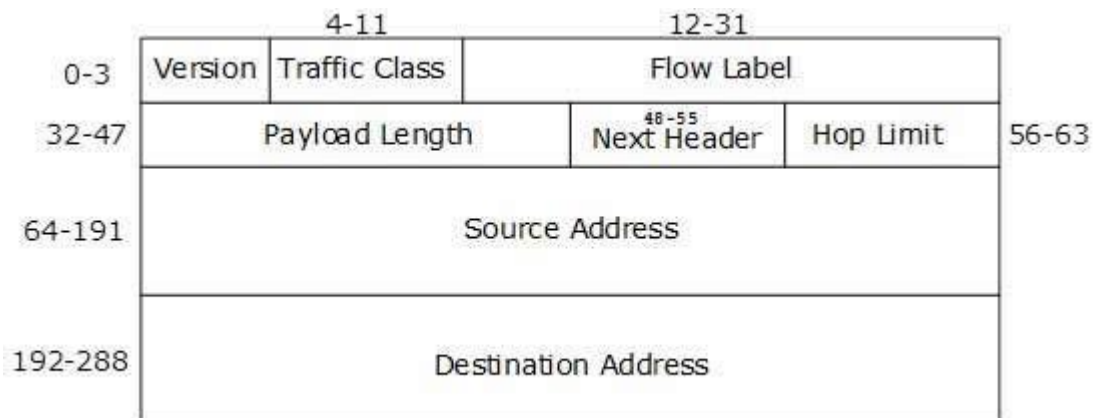 4-11 12-31
0-3 Version Traffic Class Flow Label
48-55
32-47 Payload Length Next Header Hop Limit 56-63
64-191 Source Address
192-288 Destination Address